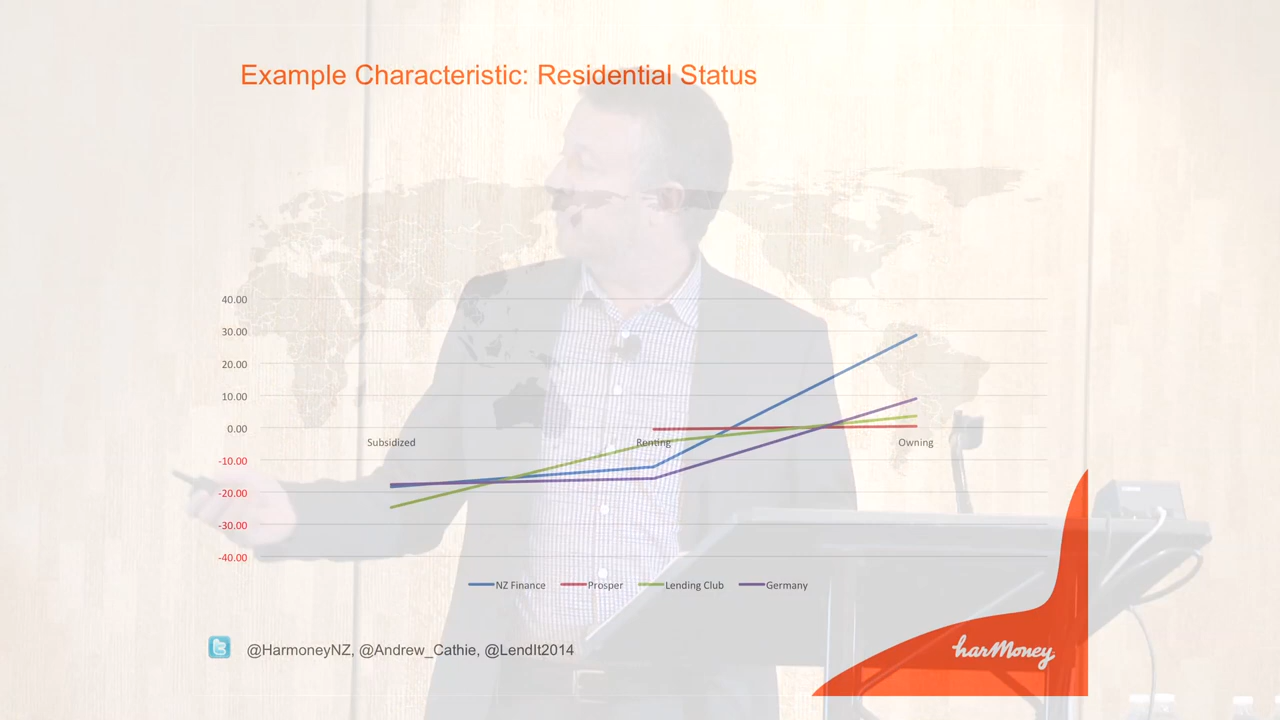 Example Characteristic: Residential Status
40.00
30.00
20.00
10.00
0.00
Subsidized Renting Owning
-10.00
-20.00
-30.00
-40.00
NZ Finance Prosper Lending Club Germany
@HarmoneyNZ, @Andrew_Cathie, @LendIt2014
harMoney